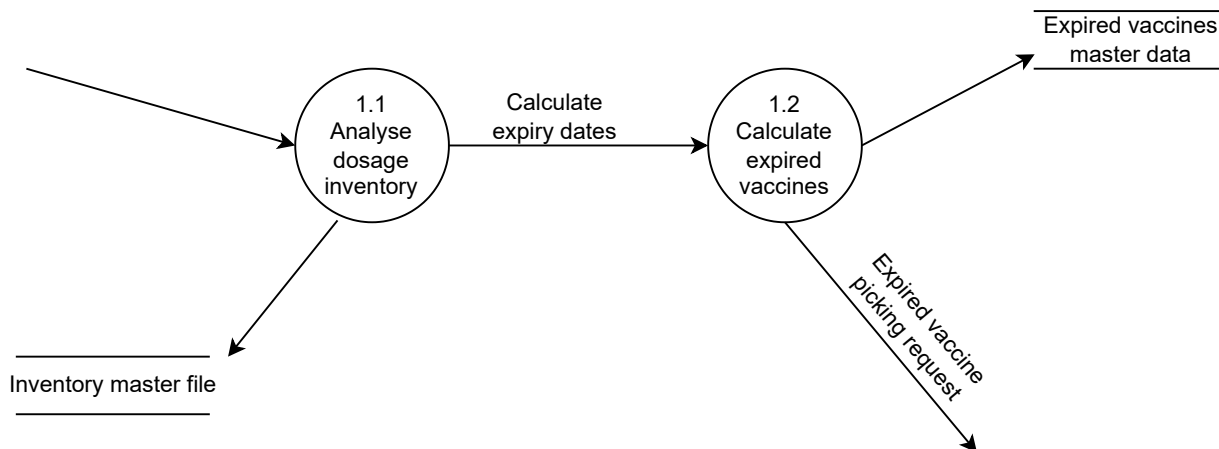 Expired vaccines
master data
1.1
Analyse
dosage
inventory
Calculate
expiry dates
1.2
Calculate
expired
vaccines
Expired vaccine
picking request
Inventory master file